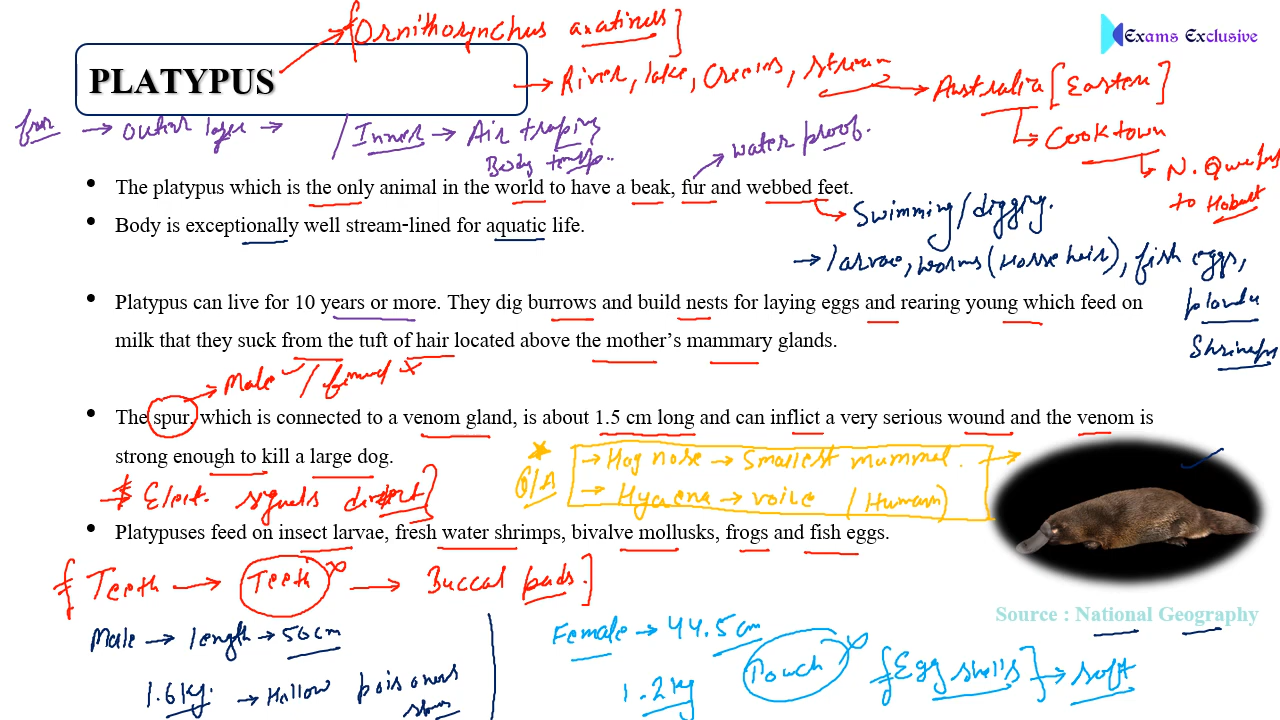 {Ornithorynchus anatinus]
Exams Exclusive
PLATYPUS
→ River, lake, Creeks, stream → Australia [Eastern]
→ Cooktown
to Hobart
fur → outer layer → / Inner → Air traping
Body temp..
water proof.
• The platypus which is the only animal in the world to have a beak, fur and webbed feet.
→ Swimming/digging.
• Body is exceptionally well stream-lined for aquatic life.
→ larvae, worms (Horse hair), fish eggs,
Shrimps
• Platypus can live for 10 years or more. They dig burrows and build nests for laying eggs and rearing young which feed on
milk that they suck from the tuft of hair located above the mother's mammary glands.
→ Male ✓ / female ×
• The spur, which is connected to a venom gland, is about 1.5 cm long and can inflict a very serious wound and the venom is
strong enough to kill a large dog.
→ Hog nose → Smallest mammal. →
→ Hyaena → voice / (Human)
→ Elect. signals detect]
• Platypuses feed on insect larvae, fresh water shrimps, bivalve mollusks, frogs and fish eggs.
{Teeth → Teeth × → Buccal pads.]
Source : National Geography
Male → length → 50 cm
1.6 kg. → Hollow poisonous
Female → 44.5 cm
1.2 kg
Pouch ×
{Egg shells} → soft